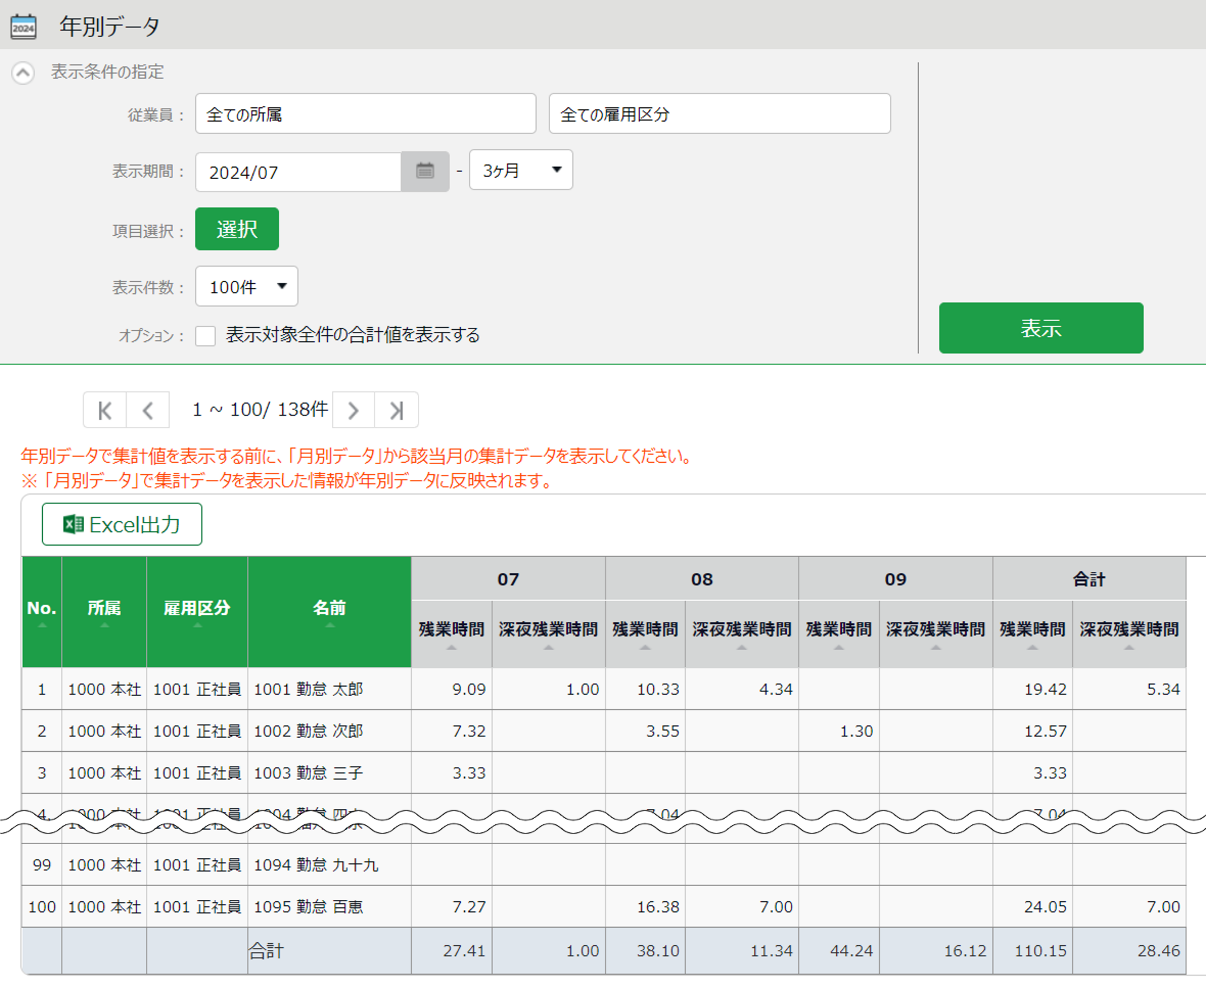 2024 年別データ
表示条件の指定
従業員： 全ての所属 全ての雇用区分
表示期間： 2024/07 - 3ヶ月
項目選択： 選択
表示件数： 100件
オプション： 表示対象全件の合計値を表示する
表示
1 ~ 100/ 138件
年別データで集計値を表示する前に、「月別データ」から該当月の集計データを表示してください。
※「月別データ」で集計データを表示した情報が年別データに反映されます。
Excel出力
No. 所属 雇用区分 名前 07 08 09 合計
残業時間 深夜残業時間 残業時間 深夜残業時間 残業時間 深夜残業時間 残業時間 深夜残業時間
1 1000 本社 1001 正社員 1001 勤怠 太郎 9.09 1.00 10.33 4.34 19.42 5.34
2 1000 本社 1001 正社員 1002 勤怠 次郎 7.32 3.55 1.30 12.57
3 1000 本社 1001 正社員 1003 勤怠 三子 3.33 3.33
4 1000 本社 1001 正社員 1004 勤怠 7.04 7.04
99 1000 本社 1001 正社員 1094 勤怠 九十九
100 1000 本社 1001 正社員 1095 勤怠 百恵 7.27 16.38 7.00 24.05 7.00
合計 27.41 1.00 38.10 11.34 44.24 16.12 110.15 28.46